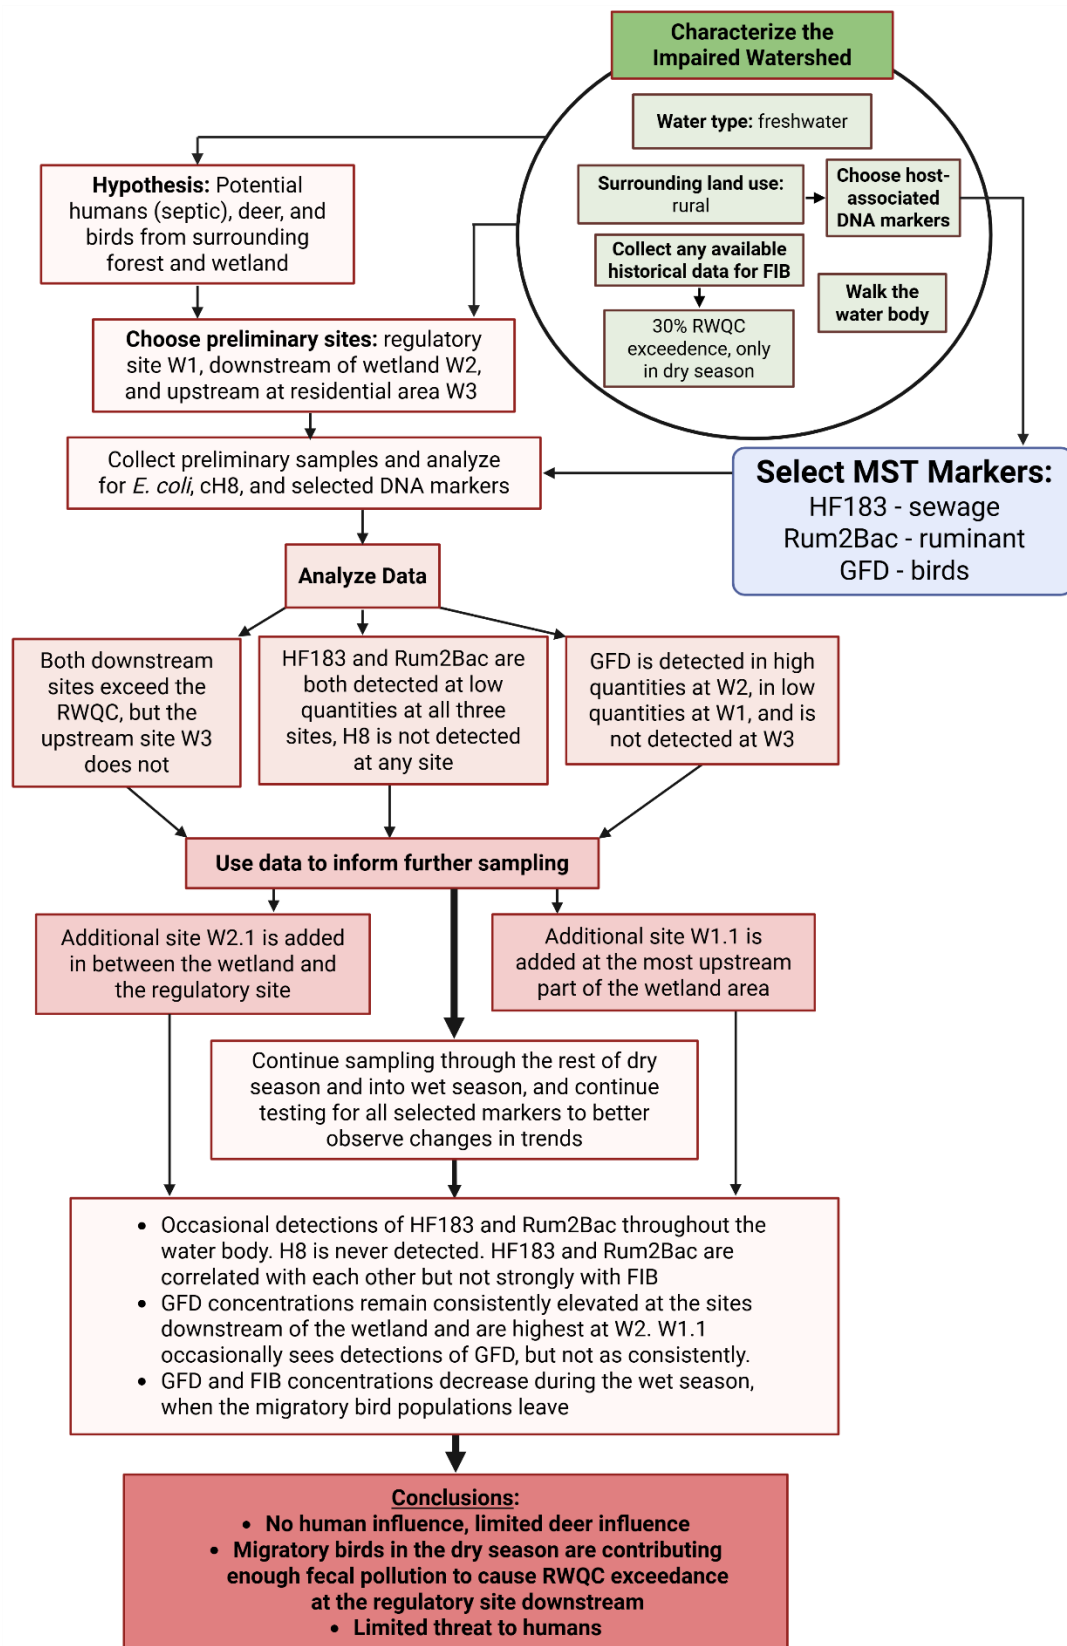 Characterize the
Impaired Watershed
Water type: freshwater
Surrounding land use:
rural
Choose host-
associated
DNA markers
Collect any available
historical data for FIB
Walk the
water body
30% RWQC
exceedence, only
in dry season
Hypothesis: Potential
humans (septic), deer, and
birds from surrounding
forest and wetland
Choose preliminary sites: regulatory
site W1, downstream of wetland W2,
and upstream at residential area W3
Collect preliminary samples and analyze
for E. coli, cH8, and selected DNA markers
Select MST Markers:
HF183 - sewage
Rum2Bac - ruminant
GFD - birds
Analyze Data
Both downstream
sites exceed the
RWQC, but the
upstream site W3
does not
HF183 and Rum2Bac are
both detected at low
quantities at all three
sites, H8 is not detected
at any site
GFD is detected in high
quantities at W2, in low
quantities at W1, and is
not detected at W3
Use data to inform further sampling
Additional site W2.1 is added
in between the wetland and
the regulatory site
Additional site W1.1 is
added at the most upstream
part of the wetland area
Continue sampling through the rest of dry
season and into wet season, and continue
testing for all selected markers to better
observe changes in trends
• Occasional detections of HF183 and Rum2Bac throughout the
water body. H8 is never detected. HF183 and Rum2Bac are
correlated with each other but not strongly with FIB
• GFD concentrations remain consistently elevated at the sites
downstream of the wetland and are highest at W2. W1.1
occasionally sees detections of GFD, but not as consistently.
• GFD and FIB concentrations decrease during the wet season,
when the migratory bird populations leave
Conclusions:
• No human influence, limited deer influence
• Migratory birds in the dry season are contributing
enough fecal pollution to cause RWQC exceedance
at the regulatory site downstream
• Limited threat to humans